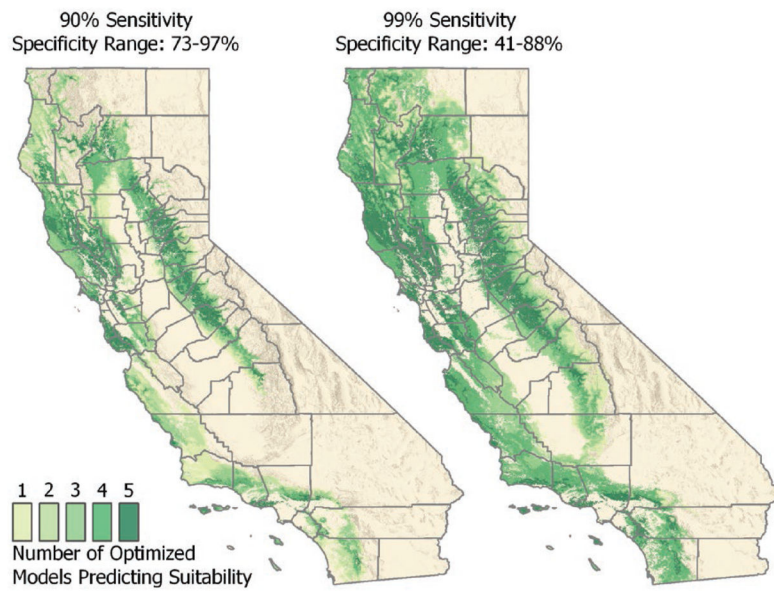 90% Sensitivity
Specificity Range: 73-97%
99% Sensitivity
Specificity Range: 41-88%
1 2 3 4 5
Number of Optimized
Models Predicting Suitability